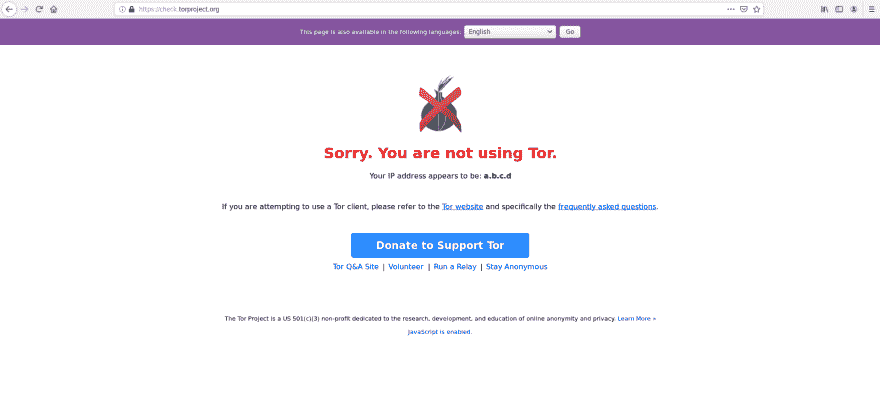 https://check.torproject.org
This page is also available in the following languages: English Go
Sorry. You are not using Tor.
Your IP address appears to be: a.b.c.d
If you are attempting to use a Tor client, please refer to the Tor website and specifically the frequently asked questions.
Donate to Support Tor
Tor Q&A Site | Volunteer | Run a Relay | Stay Anonymous
The Tor Project is a US 501(c)(3) non-profit dedicated to the research, development, and education of online anonymity and privacy. Learn More »
JavaScript is enabled.